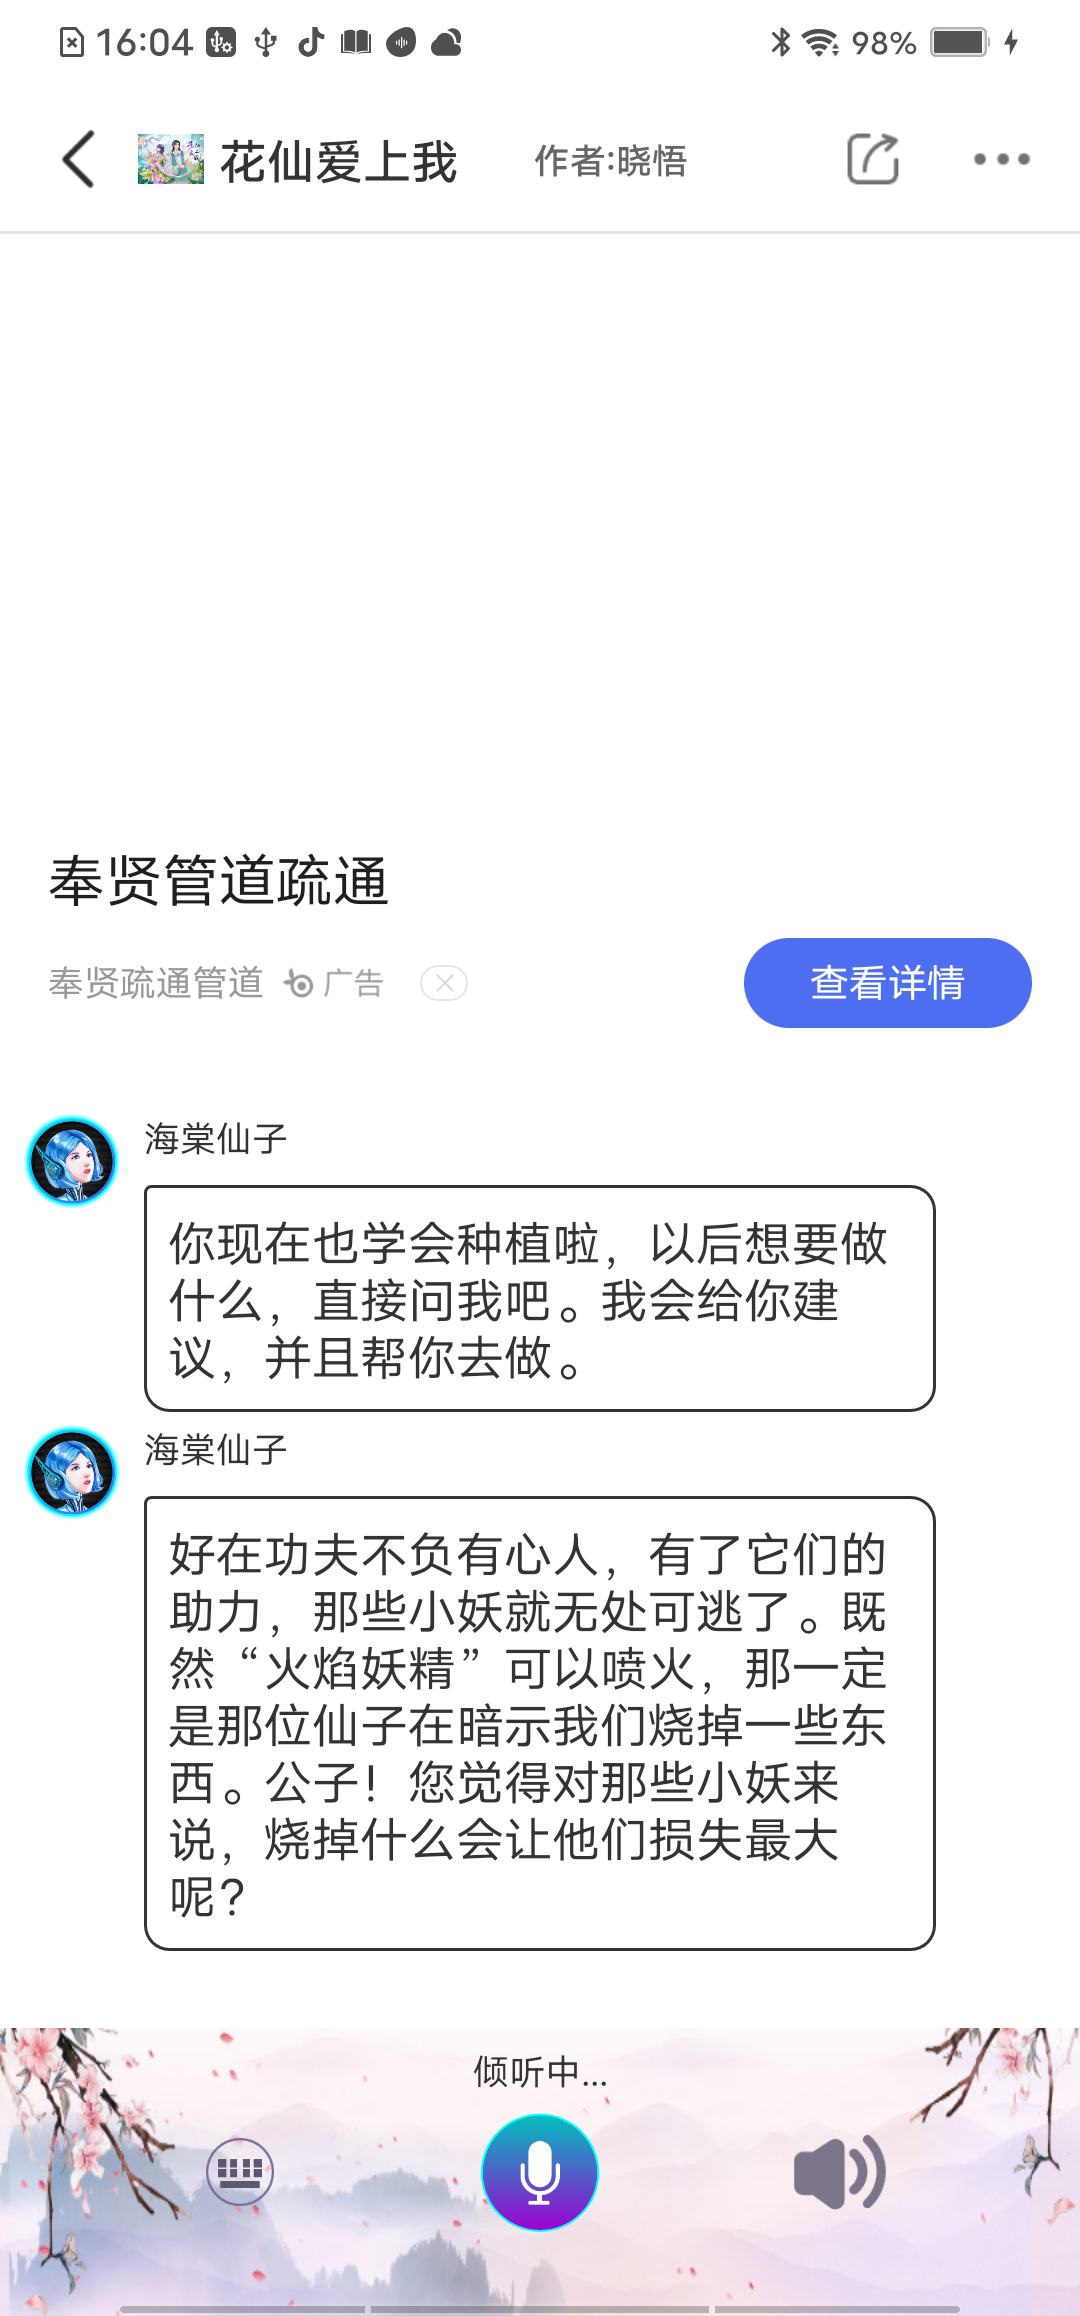 16:04
98%
花仙爱上我
作者:晓悟
奉贤管道疏通
奉贤疏通管道 广告
查看详情
海棠仙子
你现在也学会种植啦，以后想要做
什么，直接问我吧。我会给你建
议，并且帮你去做。
海棠仙子
好在功夫不负有心人，有了它们的
助力，那些小妖就无处可逃了。既
然“火焰妖精”可以喷火，那一定
是那位仙子在暗示我们烧掉一些东
西。公子！您觉得对那些小妖来
说，烧掉什么会让他们损失最大
呢？
倾听中...